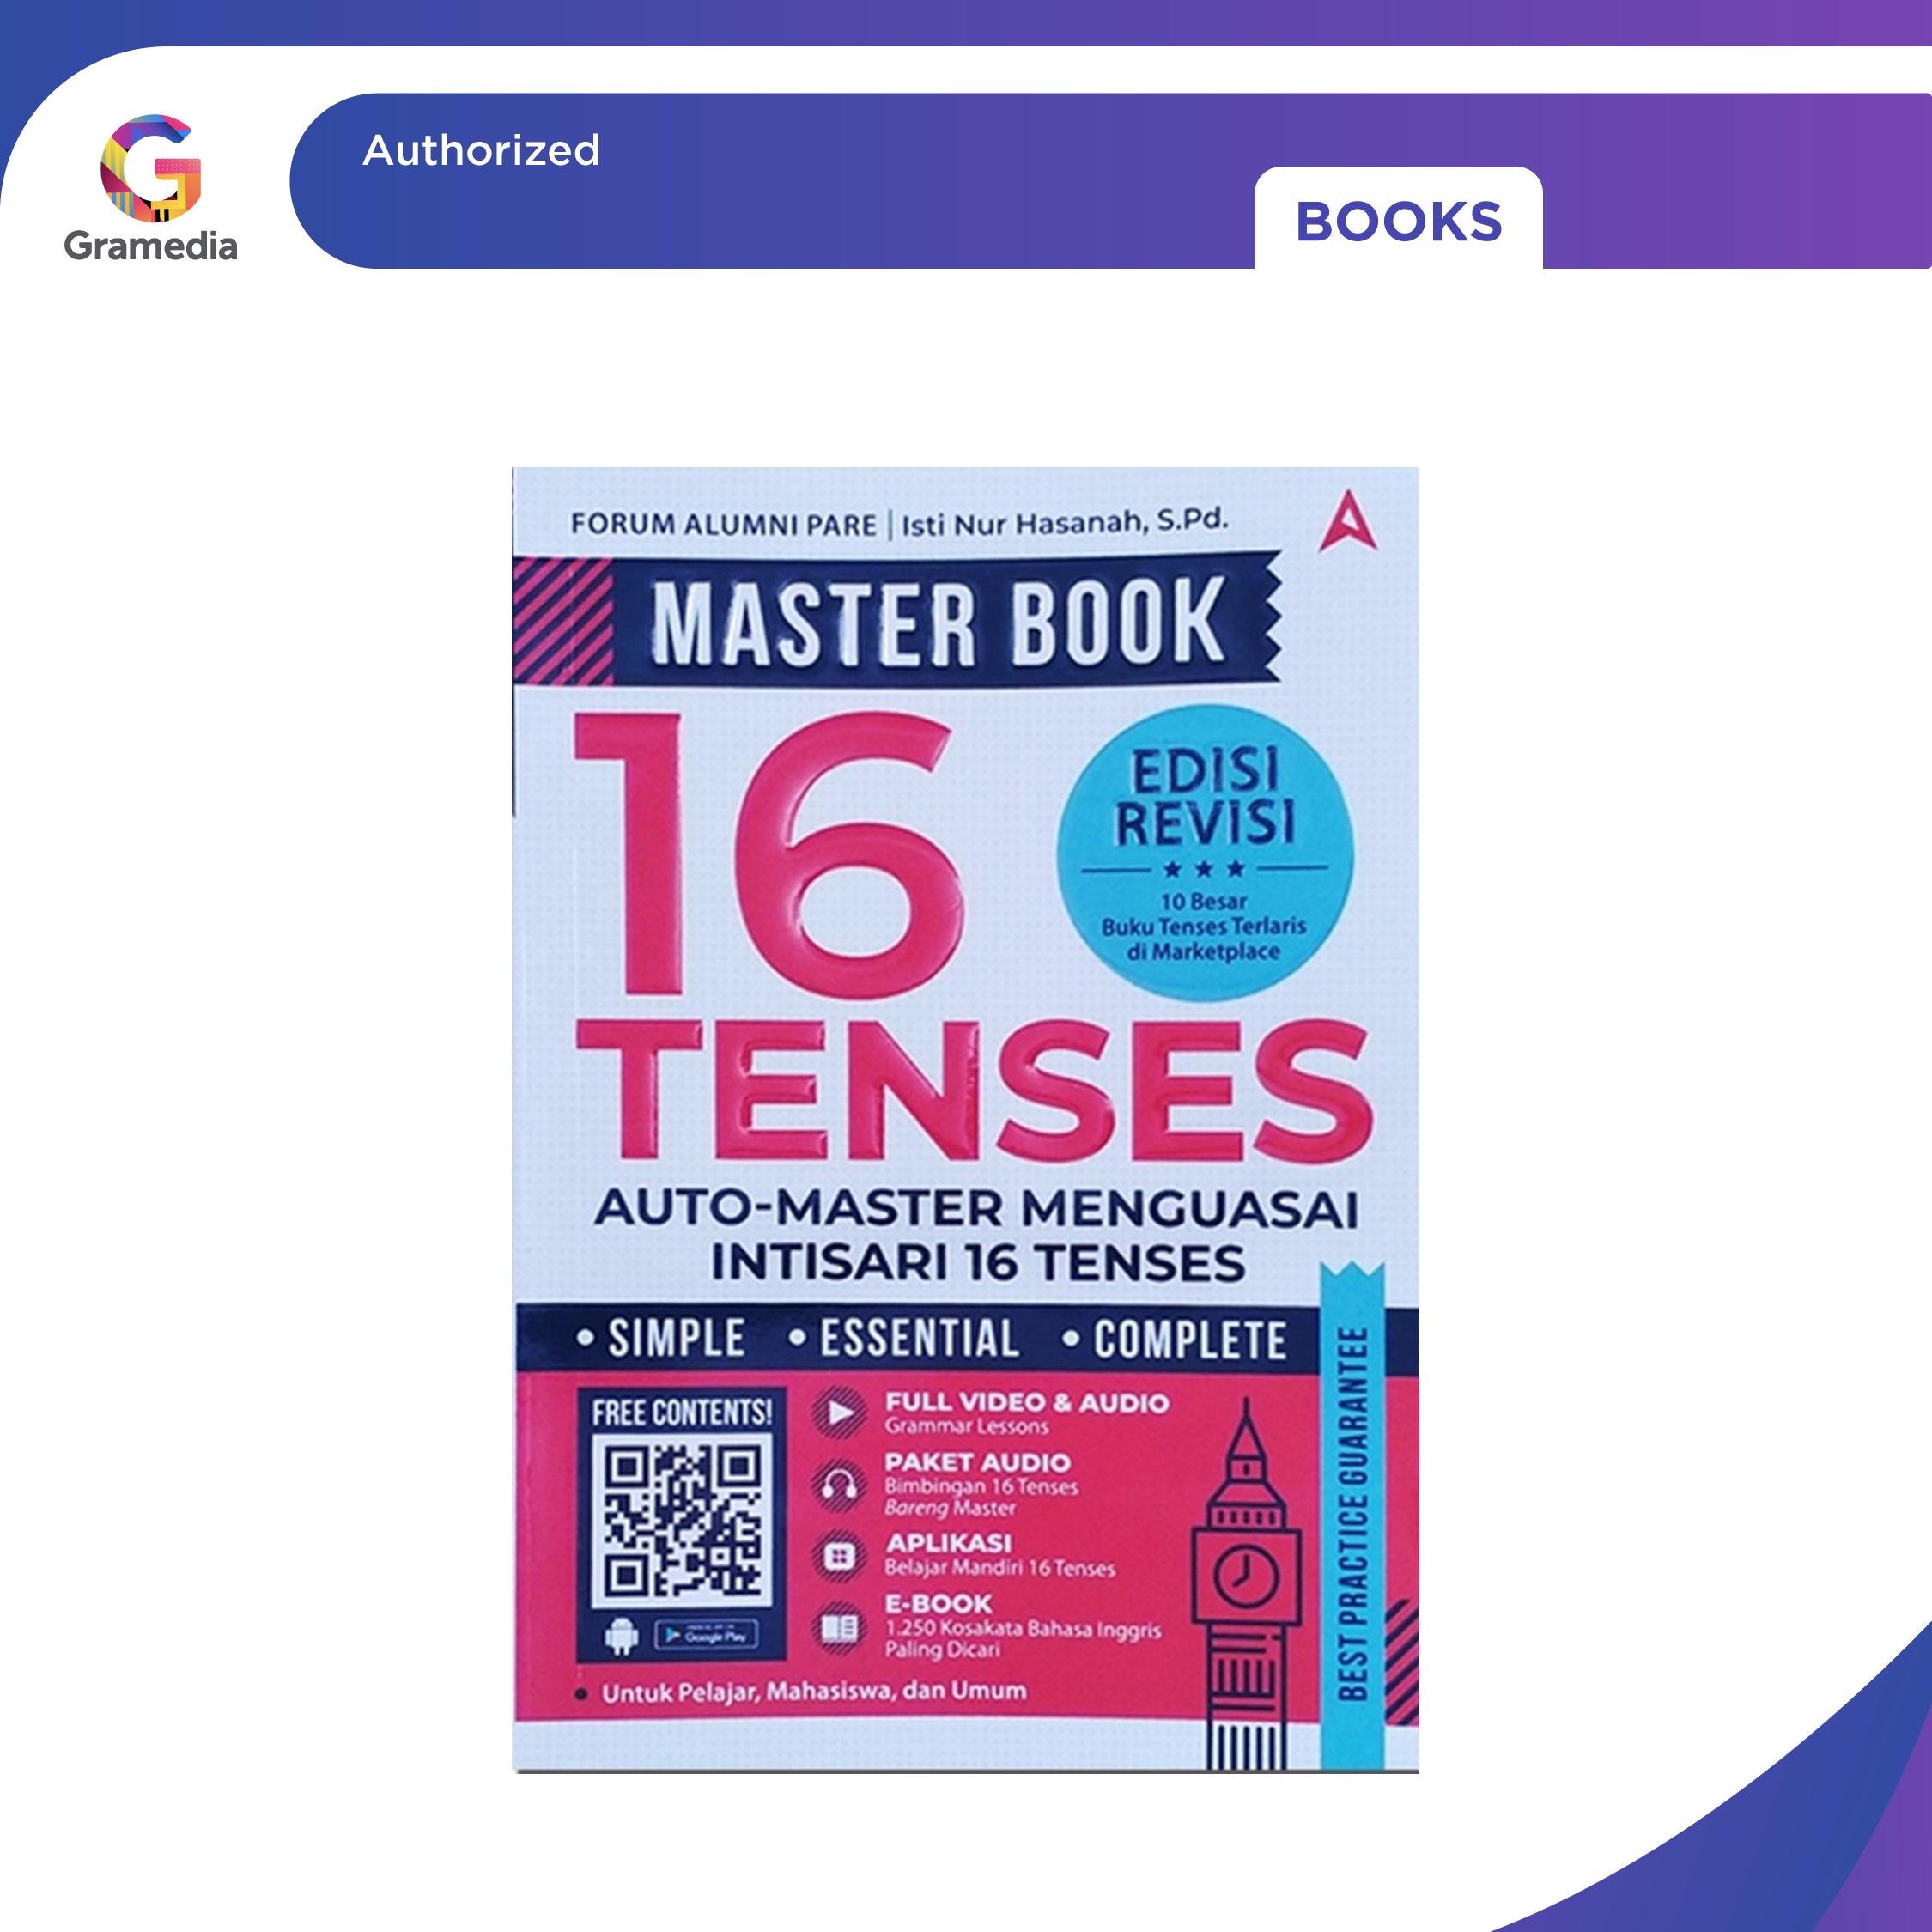 Gramedia
Authorized
BOOKS
FORUM ALUMNI PARE | Isti Nur Hasanah, S.Pd.
MASTER BOOK
16
TENSES
EDISI
REVISI
10 Besar
Buku Tenses Terlaris
di Marketplace
AUTO-MASTER MENGUASAI
INTISARI 16 TENSES
• SIMPLE • ESSENTIAL • COMPLETE
FREE CONTENTS!
Google Play
FULL VIDEO & AUDIO
Grammar Lessons
PAKET AUDIO
Bimbingan 16 Tenses
Bareng Master
APLIKASI
Belajar Mandiri 16 Tenses
E-BOOK
1.250 Kosakata Bahasa Inggris
Paling Dicari
• Untuk Pelajar, Mahasiswa, dan Umum
BEST PRACTICE GUARANTEE